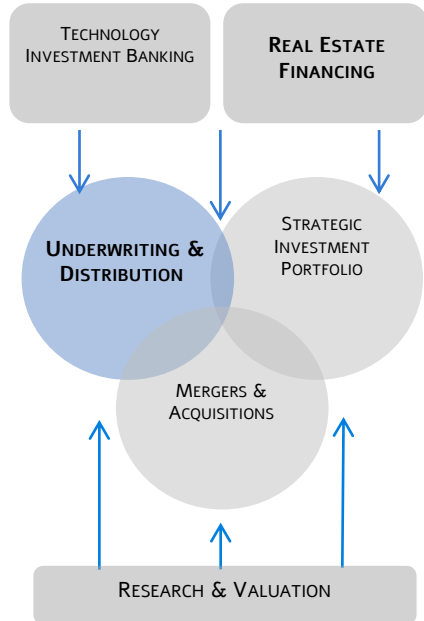 Technology
Investment Banking
Real Estate
Financing
Underwriting &
Distribution
Strategic
Investment
Portfolio
Mergers &
Acquisitions
Research & Valuation